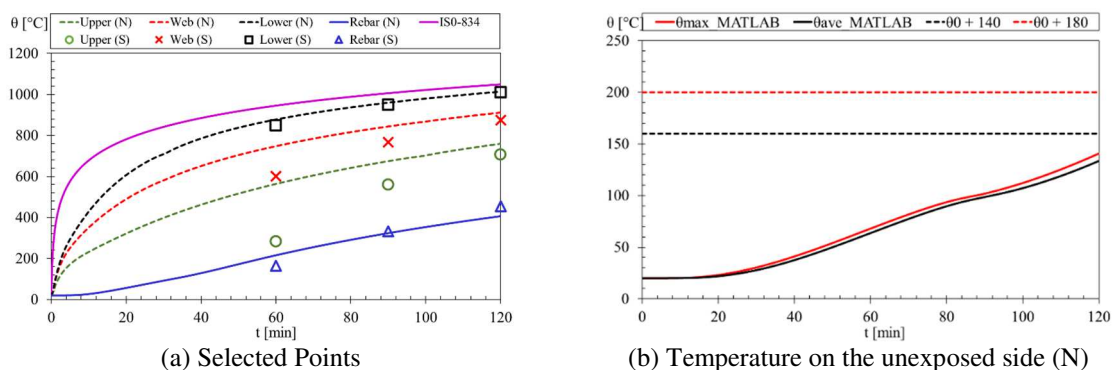 θ [°C]
Upper (N) Web (N) Lower (N) Rebar (N) IS0-834
Upper (S) Web (S) Lower (S) Rebar (S)
1200
1000
800
600
400
200
0
0 20 40 60 80 100 120
t [min]
(a) Selected Points
θ [°C]
θmax_MATLAB θave_MATLAB θ0 + 140 θ0 + 180
250
200
150
100
50
0
0 20 40 60 80 100 120
t [min]
(b) Temperature on the unexposed side (N)